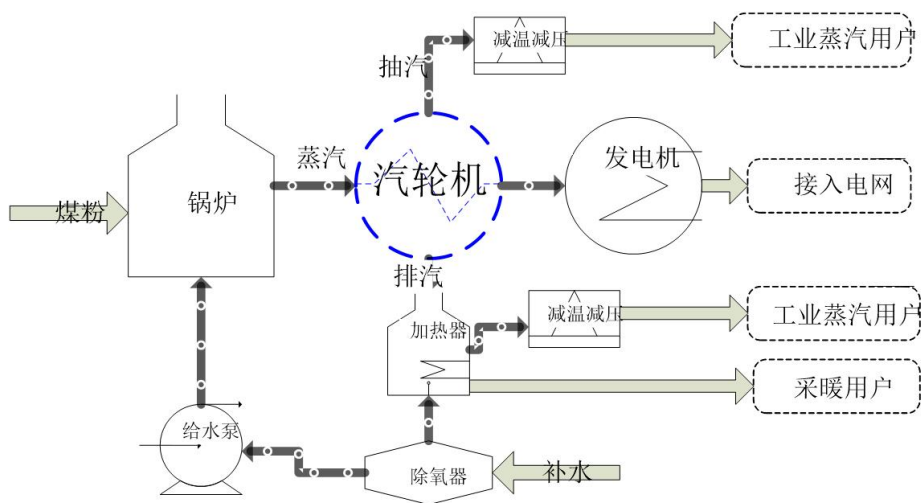 减温减压
工业蒸汽用户
抽汽
蒸汽
汽轮机
发电机
锅炉
接入电网
煤粉
排汽
加热器
减温减压
工业蒸汽用户
采暖用户
给水泵
除氧器
补水